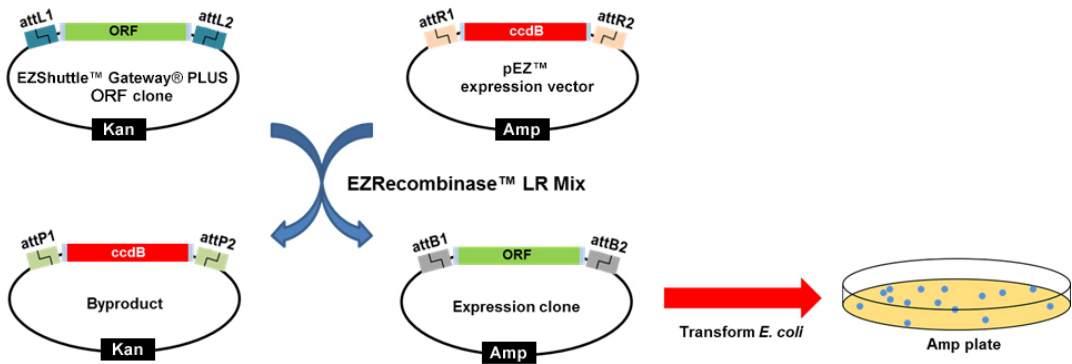 attL1
ORF
attL2
EZShuttle™ Gateway® PLUS
ORF clone
Kan
attR1
ccdB
attR2
pEZ™
expression vector
Amp
EZRecombinase™ LR Mix
attP1
ccdB
attP2
Byproduct
Kan
attB1
ORF
attB2
Expression clone
Amp
Transform E. coli
Amp plate